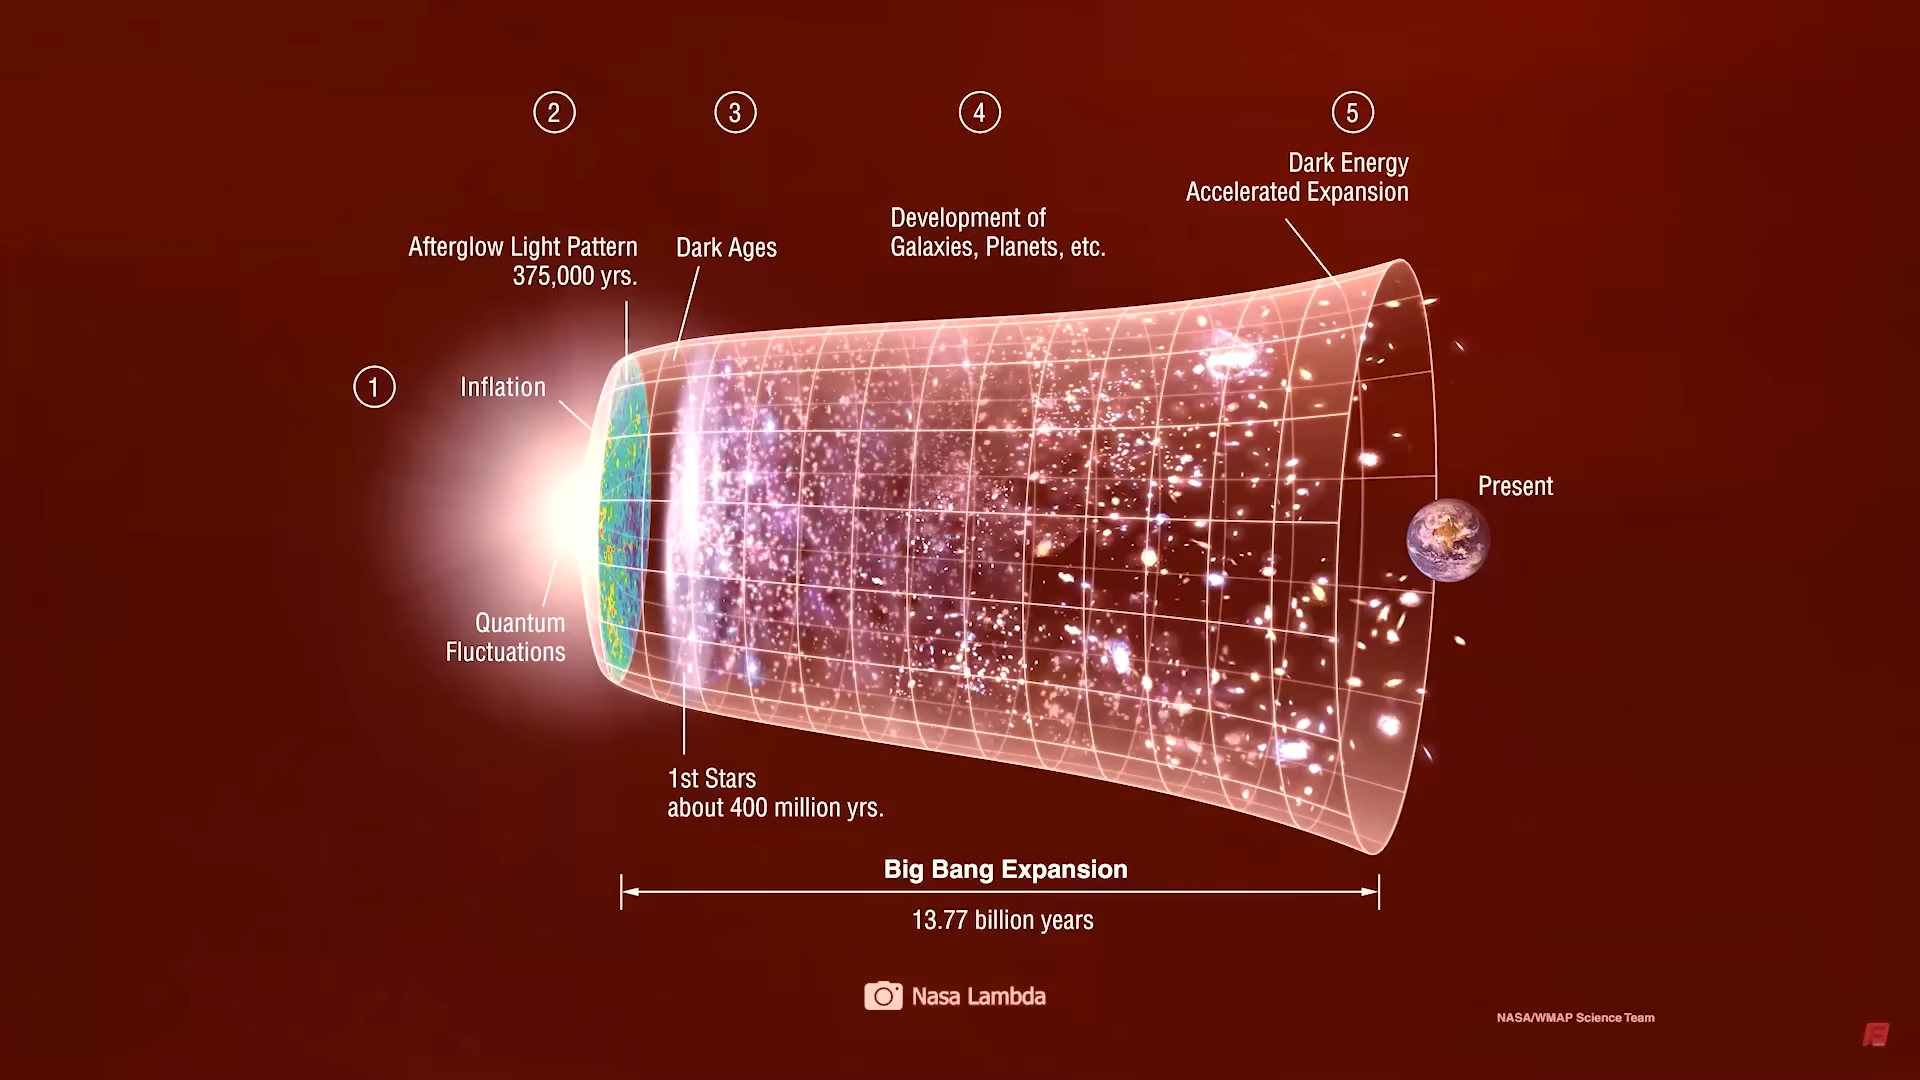 2
3
4
5
Dark Energy
Accelerated Expansion
Development of
Galaxies, Planets, etc.
Afterglow Light Pattern
375,000 yrs.
Dark Ages
1
Inflation
Present
Quantum
Fluctuations
1st Stars
about 400 million yrs.
Big Bang Expansion
13.77 billion years
Nasa Lambda
NASA/WMAP Science Team